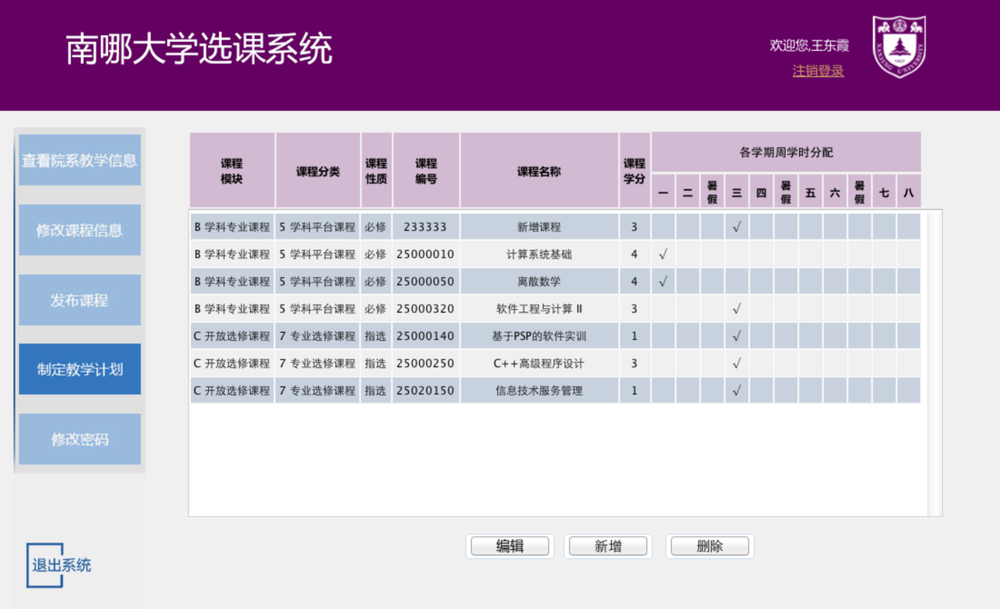 南哪大学选课系统
欢迎您,王东霞
注销登录
NANJING UNIVERSITY
1902
查看院系教学信息
修改课程信息
发布课程
制定教学计划
修改密码
退出系统
课程模块 课程分类 课程性质 课程编号 课程名称 课程学分 各学期周学时分配
一 二 暑假 三 四 暑假 五 六 暑假 七 八
B 学科专业课程 5 学科平台课程 必修 233333 新增课程 3 √
B 学科专业课程 5 学科平台课程 必修 25000010 计算系统基础 4 √
B 学科专业课程 5 学科平台课程 必修 25000050 离散数学 4 √
B 学科专业课程 5 学科平台课程 必修 25000320 软件工程与计算 II 3 √
C 开放选修课程 7 专业选修课程 指选 25000140 基于PSP的软件实训 1 √
C 开放选修课程 7 专业选修课程 指选 25000250 C++高级程序设计 3 √
C 开放选修课程 7 专业选修课程 指选 25020150 信息技术服务管理 1 √
编辑 新增 删除